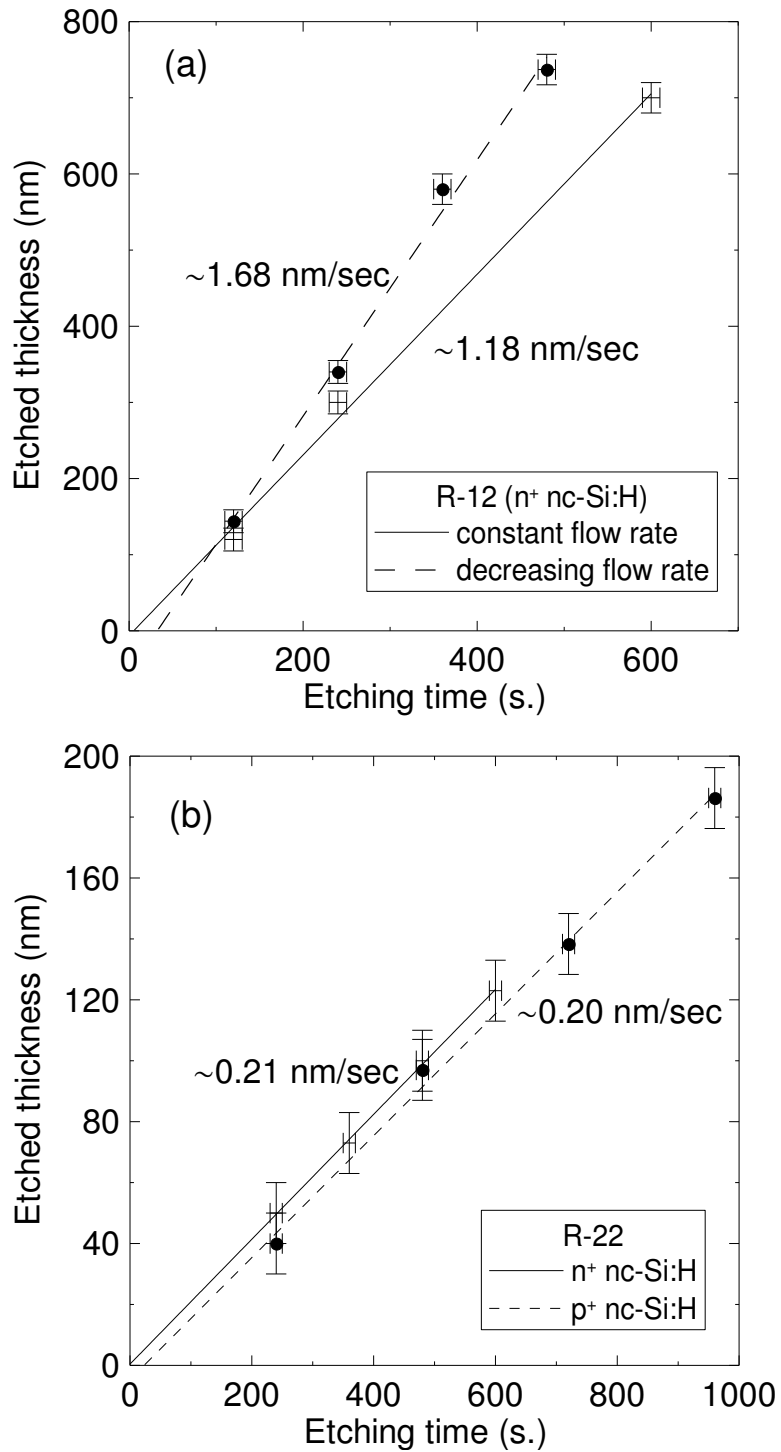 800
(a)
600
~1.68 nm/sec
400
~1.18 nm/sec
200
R-12 (n⁺ nc-Si:H)
constant flow rate
decreasing flow rate
0
0 200 400 600
Etching time (s.)
Etched thickness (nm)
200
(b)
160
120
~0.20 nm/sec
~0.21 nm/sec
80
R-22
40
n⁺ nc-Si:H
p⁺ nc-Si:H
0
0 200 400 600 800 1000
Etching time (s.)
Etched thickness (nm)